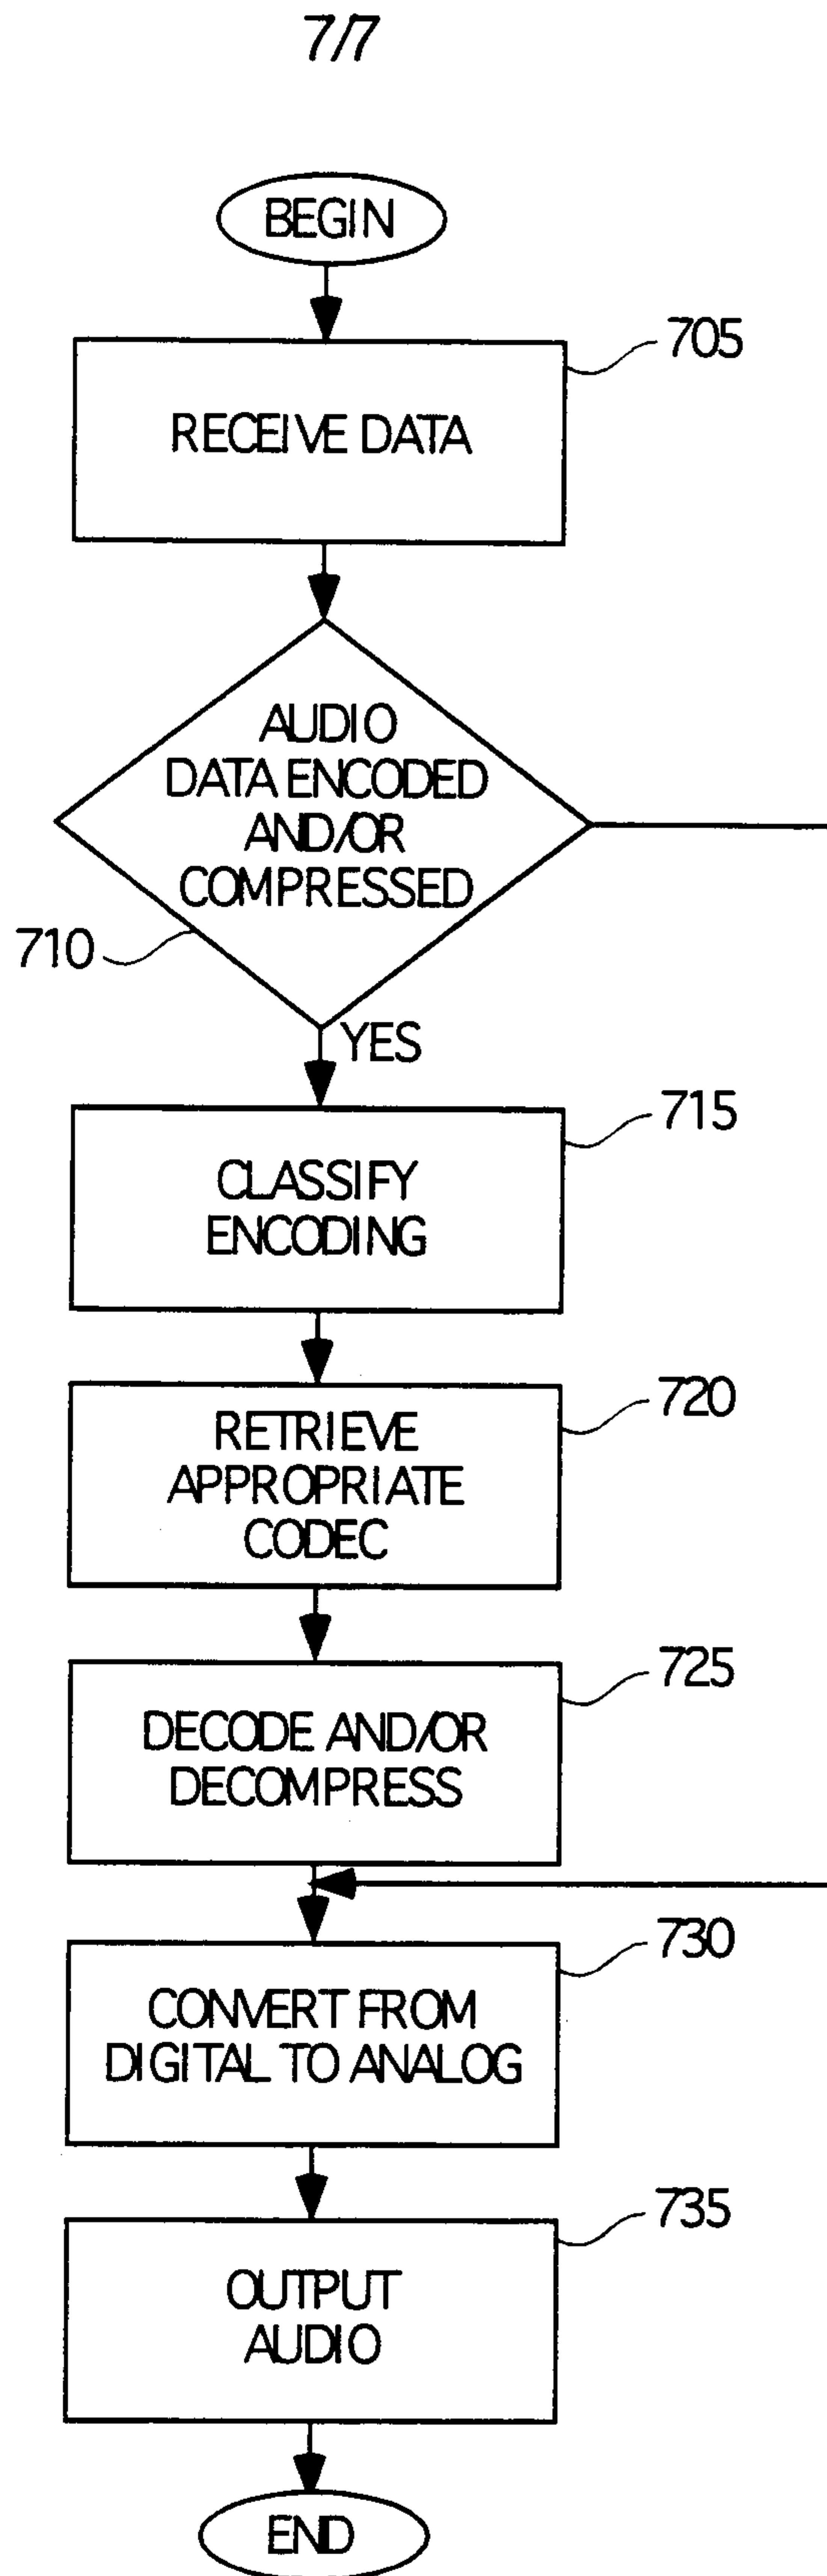 7/7
BEGIN
705
RECEIVE DATA
AUDIO
DATA ENCODED
AND/OR
COMPRESSED
710
YES
715
CLASSIFY
ENCODING
720
RETRIEVE
APPROPRIATE
CODEC
725
DECODE AND/OR
DECOMPRESS
730
CONVERT FROM
DIGITAL TO ANALOG
735
OUTPUT
AUDIO
END